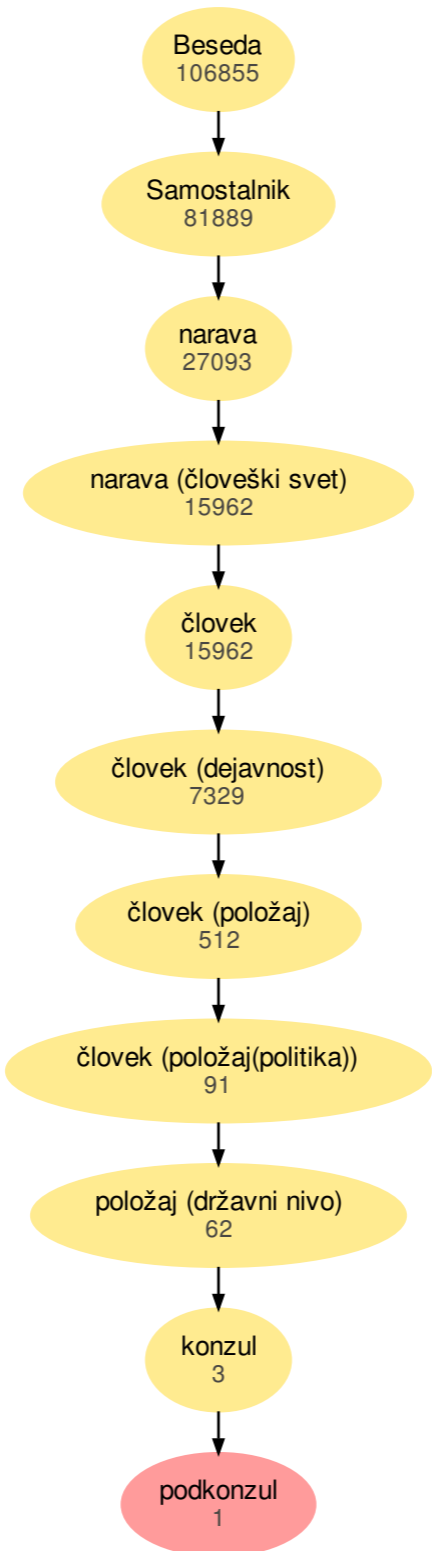 Beseda
106855
Samostalnik
81889
narava
27093
narava (človeški svet)
15962
človek
15962
človek (dejavnost)
7329
človek (položaj)
512
človek (položaj(politika))
91
položaj (državni nivo)
62
konzul
3
podkonzul
1